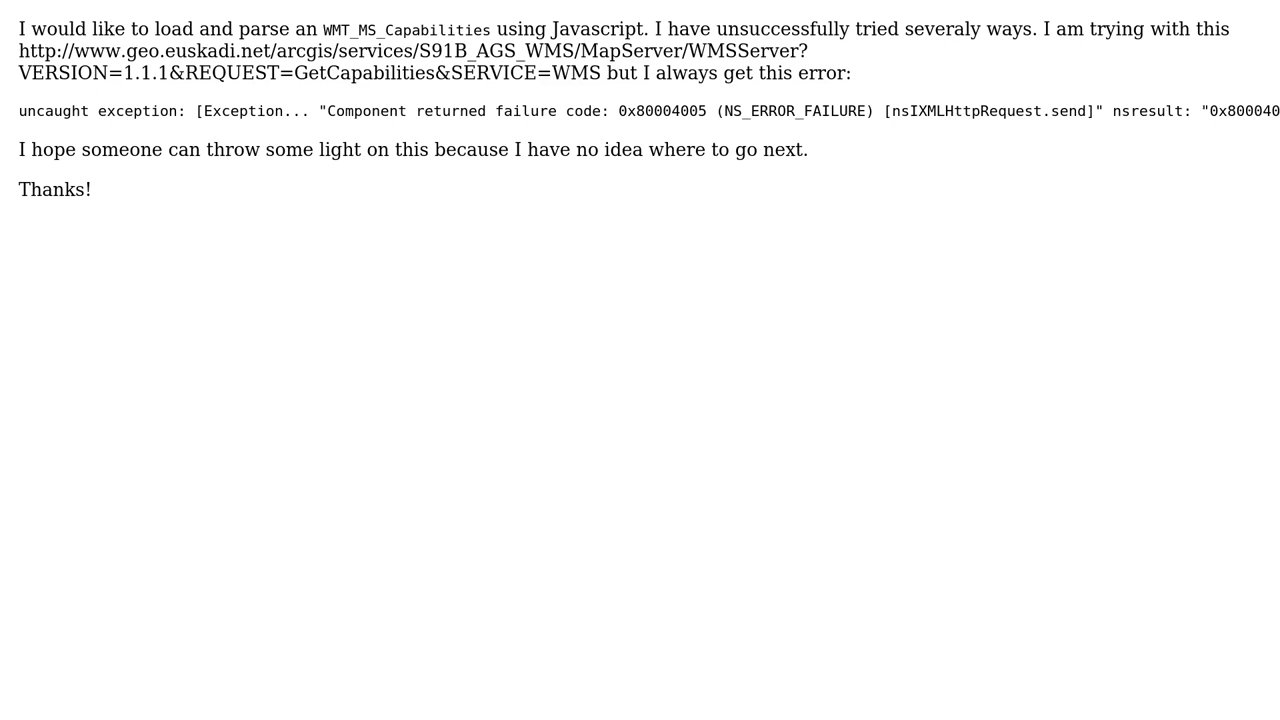 I would like to load and parse an WMT_MS_Capabilities using Javascript. I have unsuccessfully tried severaly ways. I am trying with this
http://www.geo.euskadi.net/arcgis/services/S91B_AGS_WMS/MapServer/WMSServer?
VERSION=1.1.1&REQUEST=GetCapabilities&SERVICE=WMS but I always get this error:
uncaught exception: [Exception... "Component returned failure code: 0x80004005 (NS_ERROR_FAILURE) [nsIXMLHttpRequest.send]" nsresult: "0x800040
I hope someone can throw some light on this because I have no idea where to go next.
Thanks!